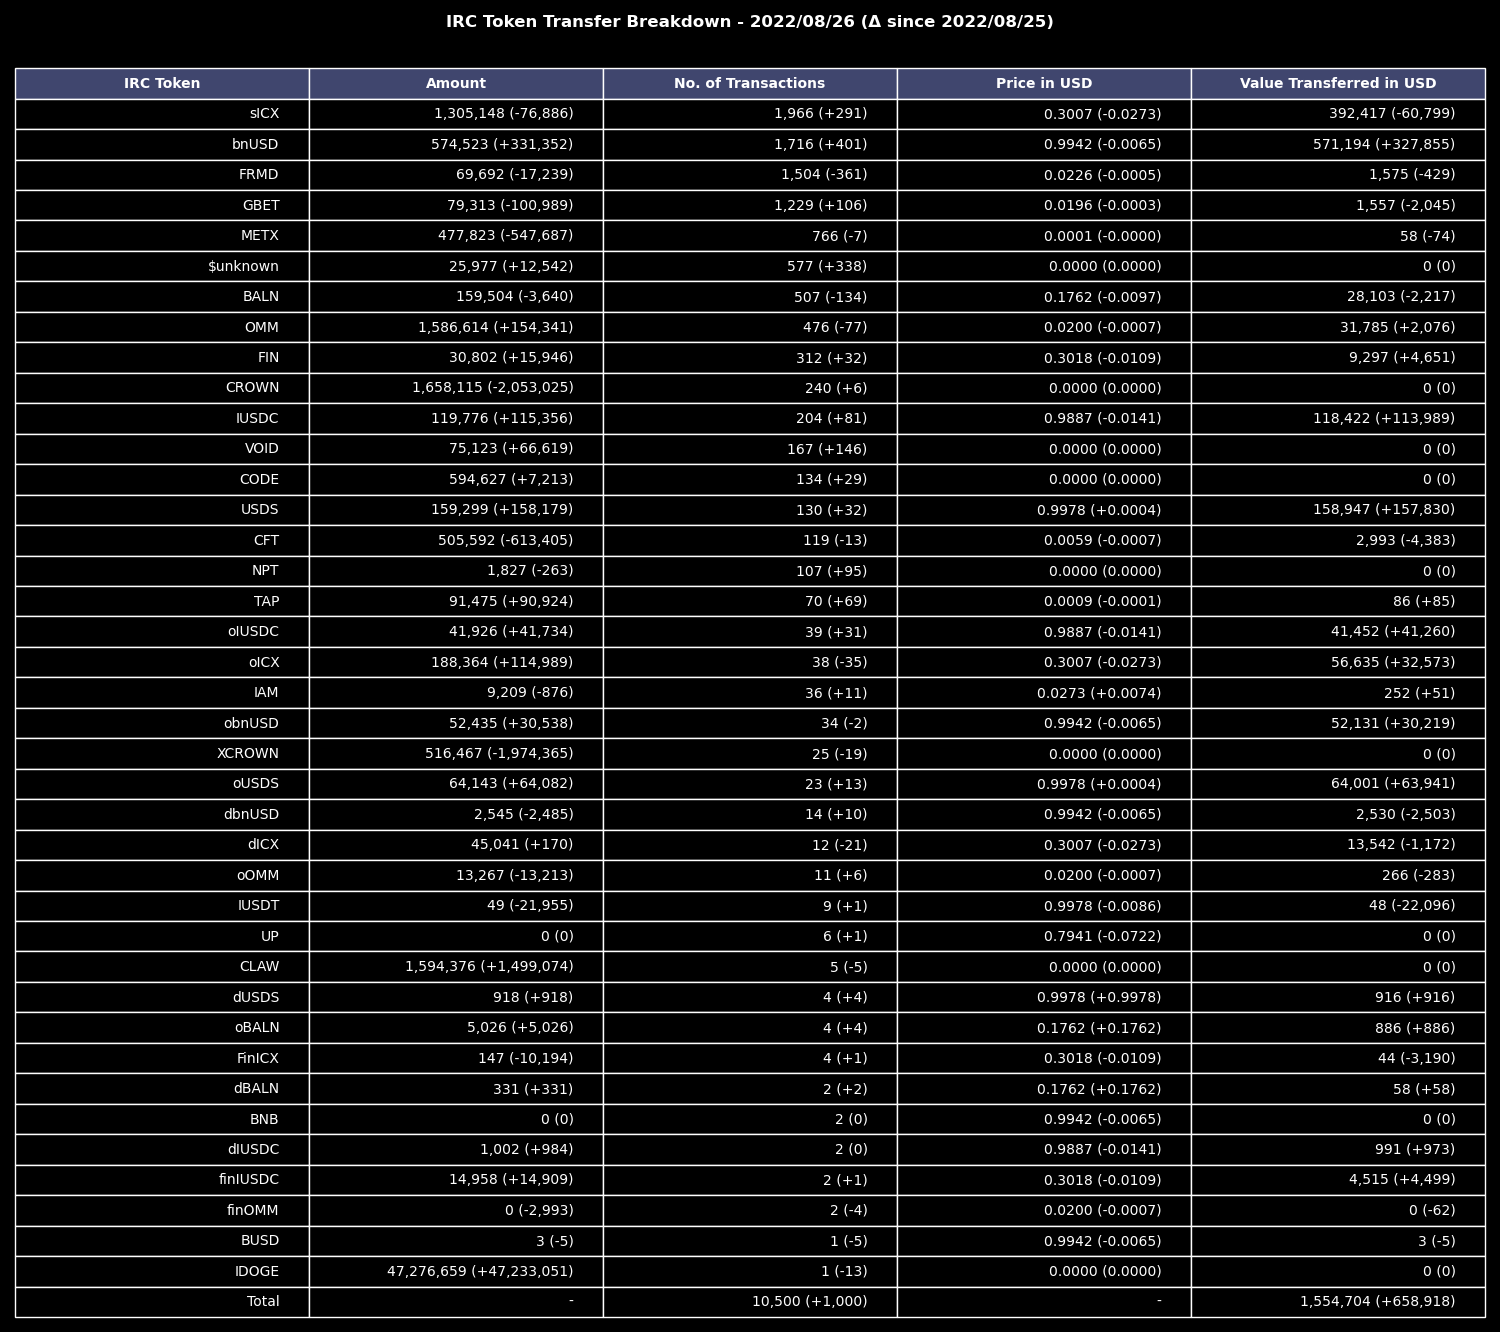 IRC Token Transfer Breakdown - 2022/08/26 (Δ since 2022/08/25)
IRC Token Amount No. of Transactions Price in USD Value Transferred in USD
sICX 1,305,148 (-76,886) 1,966 (+291) 0.3007 (-0.0273) 392,417 (-60,799)
bnUSD 574,523 (+331,352) 1,716 (+401) 0.9942 (-0.0065) 571,194 (+327,855)
FRMD 69,692 (-17,239) 1,504 (-361) 0.0226 (-0.0005) 1,575 (-429)
GBET 79,313 (-100,989) 1,229 (+106) 0.0196 (-0.0003) 1,557 (-2,045)
METX 477,823 (-547,687) 766 (-7) 0.0001 (-0.0000) 58 (-74)
$unknown 25,977 (+12,542) 577 (+338) 0.0000 (0.0000) 0 (0)
BALN 159,504 (-3,640) 507 (-134) 0.1762 (-0.0097) 28,103 (-2,217)
OMM 1,586,614 (+154,341) 476 (-77) 0.0200 (-0.0007) 31,785 (+2,076)
FIN 30,802 (+15,946) 312 (+32) 0.3018 (-0.0109) 9,297 (+4,651)
CROWN 1,658,115 (-2,053,025) 240 (+6) 0.0000 (0.0000) 0 (0)
IUSDC 119,776 (+115,356) 204 (+81) 0.9887 (-0.0141) 118,422 (+113,989)
VOID 75,123 (+66,619) 167 (+146) 0.0000 (0.0000) 0 (0)
CODE 594,627 (+7,213) 134 (+29) 0.0000 (0.0000) 0 (0)
USDS 159,299 (+158,179) 130 (+32) 0.9978 (+0.0004) 158,947 (+157,830)
CFT 505,592 (-613,405) 119 (-13) 0.0059 (-0.0007) 2,993 (-4,383)
NPT 1,827 (-263) 107 (+95) 0.0000 (0.0000) 0 (0)
TAP 91,475 (+90,924) 70 (+69) 0.0009 (-0.0001) 86 (+85)
oIUSDC 41,926 (+41,734) 39 (+31) 0.9887 (-0.0141) 41,452 (+41,260)
oICX 188,364 (+114,989) 38 (-35) 0.3007 (-0.0273) 56,635 (+32,573)
IAM 9,209 (-876) 36 (+11) 0.0273 (+0.0074) 252 (+51)
obnUSD 52,435 (+30,538) 34 (-2) 0.9942 (-0.0065) 52,131 (+30,219)
XCROWN 516,467 (-1,974,365) 25 (-19) 0.0000 (0.0000) 0 (0)
oUSDS 64,143 (+64,082) 23 (+13) 0.9978 (+0.0004) 64,001 (+63,941)
dbnUSD 2,545 (-2,485) 14 (+10) 0.9942 (-0.0065) 2,530 (-2,503)
dICX 45,041 (+170) 12 (-21) 0.3007 (-0.0273) 13,542 (-1,172)
oOMM 13,267 (-13,213) 11 (+6) 0.0200 (-0.0007) 266 (-283)
IUSDT 49 (-21,955) 9 (+1) 0.9978 (-0.0086) 48 (-22,096)
UP 0 (0) 6 (+1) 0.7941 (-0.0722) 0 (0)
CLAW 1,594,376 (+1,499,074) 5 (-5) 0.0000 (0.0000) 0 (0)
dUSDS 918 (+918) 4 (+4) 0.9978 (+0.9978) 916 (+916)
oBALN 5,026 (+5,026) 4 (+4) 0.1762 (+0.1762) 886 (+886)
FinICX 147 (-10,194) 4 (+1) 0.3018 (-0.0109) 44 (-3,190)
dBALN 331 (+331) 2 (+2) 0.1762 (+0.1762) 58 (+58)
BNB 0 (0) 2 (0) 0.9942 (-0.0065) 0 (0)
dIUSDC 1,002 (+984) 2 (0) 0.9887 (-0.0141) 991 (+973)
finIUSDC 14,958 (+14,909) 2 (+1) 0.3018 (-0.0109) 4,515 (+4,499)
finOMM 0 (-2,993) 2 (-4) 0.0200 (-0.0007) 0 (-62)
BUSD 3 (-5) 1 (-5) 0.9942 (-0.0065) 3 (-5)
IDOGE 47,276,659 (+47,233,051) 1 (-13) 0.0000 (0.0000) 0 (0)
Total - 10,500 (+1,000) - 1,554,704 (+658,918)